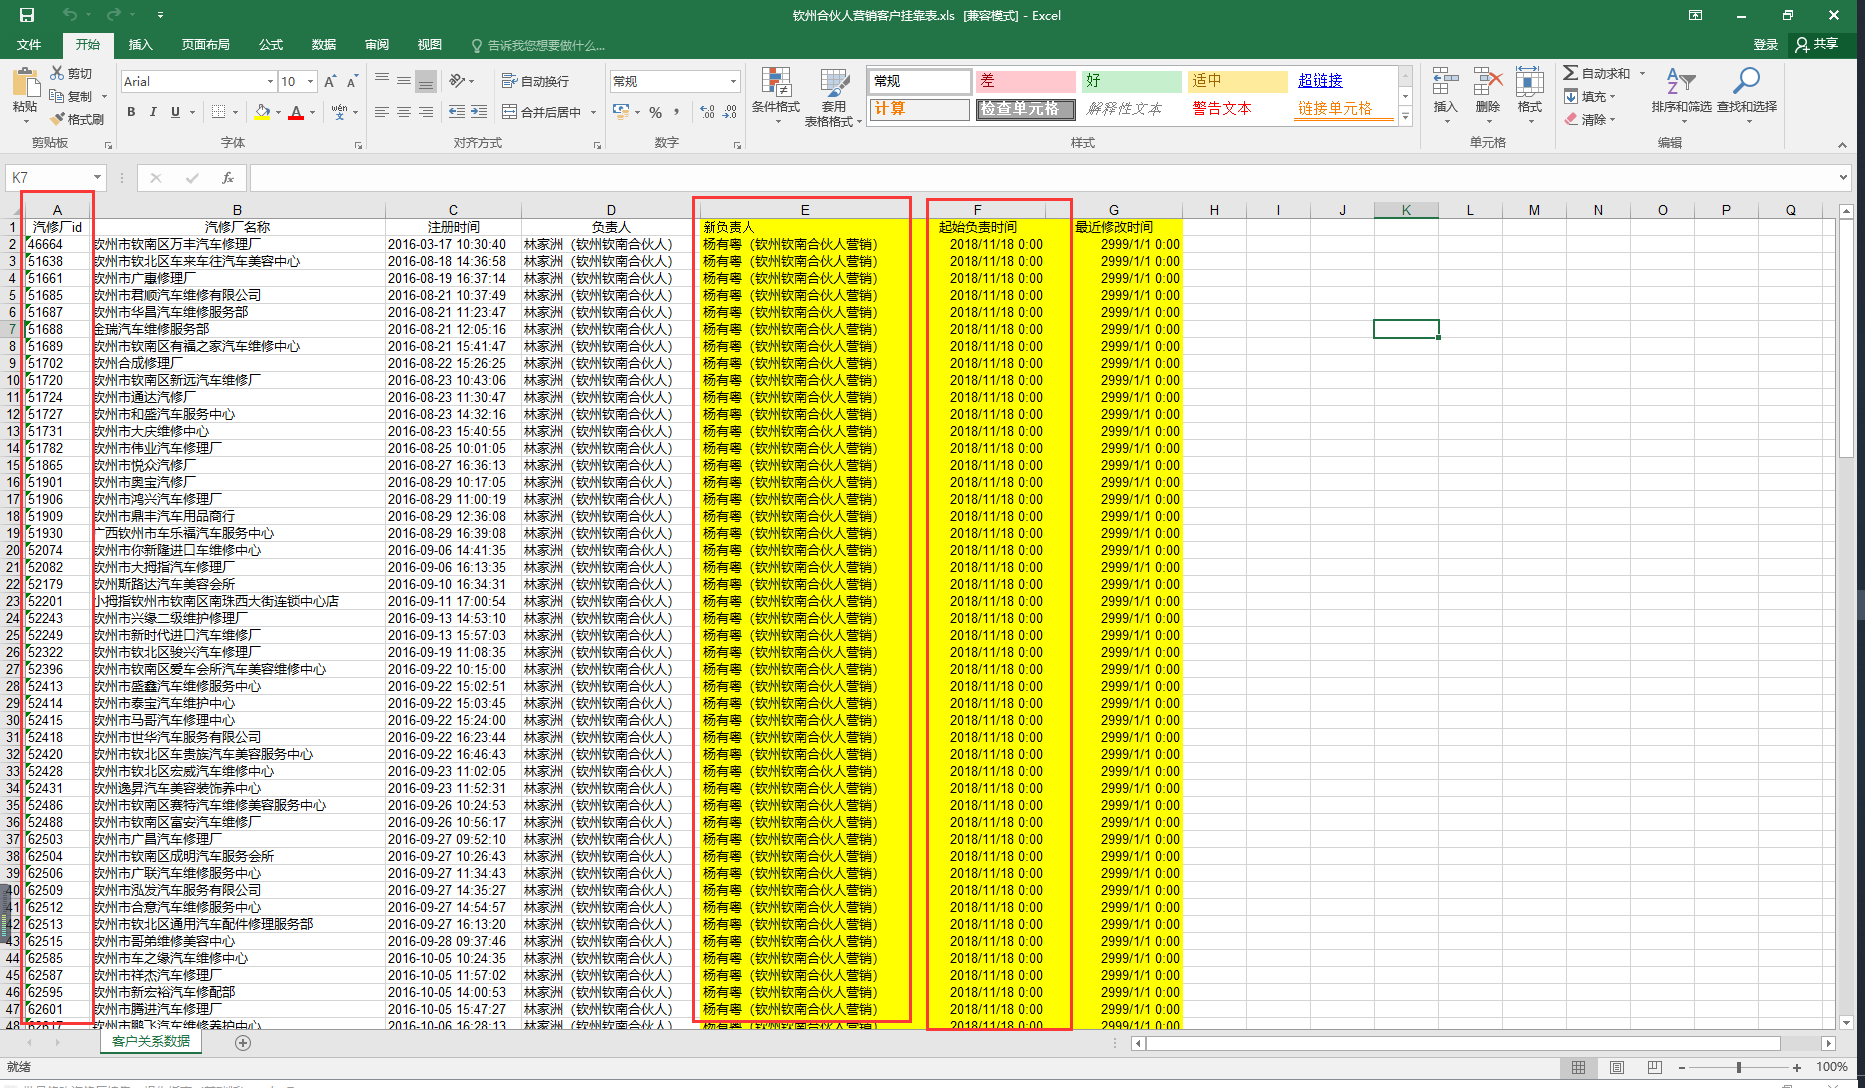 钦州合伙人营销客户挂靠表.xls [兼容模式] - Excel
文件 开始 插入 页面布局 公式 数据 审阅 视图 告诉我您想要做什么... 登录 共享
粘贴 剪切 复制 格式刷 剪贴板
Arial 10 B I U 字体
自动换行 合并后居中 对齐方式
常规 % 数字
条件格式 套用表格格式
常规 差 好 适中 超链接
计算 检查单元格 解释性文本 警告文本 链接单元格
样式
插入 删除 格式 单元格
自动求和 填充 清除 排序和筛选 查找和选择 编辑
K7 fx
A B C D E F G H I J K L M N O P Q
1 汽修厂id 汽修厂名称 注册时间 负责人 新负责人 起始负责时间 最近修改时间
2 46664 钦州市钦南区万丰汽车修理厂 2016-03-17 10:30:40 林家洲（钦州钦南合伙人） 杨有粤（钦州钦南合伙人营销） 2018/11/18 0:00 2999/1/1 0:00
3 51638 钦州市钦北区车来车往汽车美容中心 2016-08-18 14:36:58 林家洲（钦州钦南合伙人） 杨有粤（钦州钦南合伙人营销） 2018/11/18 0:00 2999/1/1 0:00
4 51661 钦州市广惠修理厂 2016-08-19 16:37:14 林家洲（钦州钦南合伙人） 杨有粤（钦州钦南合伙人营销） 2018/11/18 0:00 2999/1/1 0:00
5 51685 钦州市君顺汽车维修有限公司 2016-08-21 10:37:49 林家洲（钦州钦南合伙人） 杨有粤（钦州钦南合伙人营销） 2018/11/18 0:00 2999/1/1 0:00
6 51687 钦州市华昌汽车维修服务部 2016-08-21 11:23:47 林家洲（钦州钦南合伙人） 杨有粤（钦州钦南合伙人营销） 2018/11/18 0:00 2999/1/1 0:00
7 51688 金瑞汽车维修服务部 2016-08-21 12:05:16 林家洲（钦州钦南合伙人） 杨有粤（钦州钦南合伙人营销） 2018/11/18 0:00 2999/1/1 0:00
8 51689 钦州市钦南区有福之家汽车维修中心 2016-08-21 15:41:47 林家洲（钦州钦南合伙人） 杨有粤（钦州钦南合伙人营销） 2018/11/18 0:00 2999/1/1 0:00
9 51702 钦州合成修理厂 2016-08-22 15:26:25 林家洲（钦州钦南合伙人） 杨有粤（钦州钦南合伙人营销） 2018/11/18 0:00 2999/1/1 0:00
10 51720 钦州市钦南区新远汽车维修厂 2016-08-23 10:43:06 林家洲（钦州钦南合伙人） 杨有粤（钦州钦南合伙人营销） 2018/11/18 0:00 2999/1/1 0:00
11 51724 钦州市通达汽修厂 2016-08-23 11:30:47 林家洲（钦州钦南合伙人） 杨有粤（钦州钦南合伙人营销） 2018/11/18 0:00 2999/1/1 0:00
12 51727 钦州市和盛汽车服务中心 2016-08-23 14:32:16 林家洲（钦州钦南合伙人） 杨有粤（钦州钦南合伙人营销） 2018/11/18 0:00 2999/1/1 0:00
13 51731 钦州市大庆维修中心 2016-08-23 15:40:55 林家洲（钦州钦南合伙人） 杨有粤（钦州钦南合伙人营销） 2018/11/18 0:00 2999/1/1 0:00
14 51782 钦州市伟业汽车修理厂 2016-08-25 10:01:05 林家洲（钦州钦南合伙人） 杨有粤（钦州钦南合伙人营销） 2018/11/18 0:00 2999/1/1 0:00
15 51865 钦州市悦众汽修厂 2016-08-27 16:36:13 林家洲（钦州钦南合伙人） 杨有粤（钦州钦南合伙人营销） 2018/11/18 0:00 2999/1/1 0:00
16 51901 钦州市奥宝汽修厂 2016-08-29 10:17:05 林家洲（钦州钦南合伙人） 杨有粤（钦州钦南合伙人营销） 2018/11/18 0:00 2999/1/1 0:00
17 51906 钦州市鸿兴汽车修理厂 2016-08-29 11:00:19 林家洲（钦州钦南合伙人） 杨有粤（钦州钦南合伙人营销） 2018/11/18 0:00 2999/1/1 0:00
18 51909 钦州市鼎丰汽车用品商行 2016-08-29 12:36:08 林家洲（钦州钦南合伙人） 杨有粤（钦州钦南合伙人营销） 2018/11/18 0:00 2999/1/1 0:00
19 51930 广西钦州市车乐福汽车服务中心 2016-08-29 16:39:08 林家洲（钦州钦南合伙人） 杨有粤（钦州钦南合伙人营销） 2018/11/18 0:00 2999/1/1 0:00
20 52074 钦州市你新隆进口车维修中心 2016-09-06 14:41:35 林家洲（钦州钦南合伙人） 杨有粤（钦州钦南合伙人营销） 2018/11/18 0:00 2999/1/1 0:00
21 52082 钦州市大拇指汽车修理厂 2016-09-06 16:13:35 林家洲（钦州钦南合伙人） 杨有粤（钦州钦南合伙人营销） 2018/11/18 0:00 2999/1/1 0:00
22 52179 钦州斯路达汽车美容会所 2016-09-10 16:34:31 林家洲（钦州钦南合伙人） 杨有粤（钦州钦南合伙人营销） 2018/11/18 0:00 2999/1/1 0:00
23 52201 小拇指钦州市钦南区南珠西大街连锁中心店 2016-09-11 17:00:54 林家洲（钦州钦南合伙人） 杨有粤（钦州钦南合伙人营销） 2018/11/18 0:00 2999/1/1 0:00
24 52243 钦州市兴缘二级维护修理厂 2016-09-13 14:53:10 林家洲（钦州钦南合伙人） 杨有粤（钦州钦南合伙人营销） 2018/11/18 0:00 2999/1/1 0:00
25 52249 钦州市新时代进口汽车维修厂 2016-09-13 15:57:03 林家洲（钦州钦南合伙人） 杨有粤（钦州钦南合伙人营销） 2018/11/18 0:00 2999/1/1 0:00
26 52322 钦州市钦北区骏兴汽车修理厂 2016-09-19 11:08:35 林家洲（钦州钦南合伙人） 杨有粤（钦州钦南合伙人营销） 2018/11/18 0:00 2999/1/1 0:00
27 52396 钦州市钦南区爱车会所汽车美容维修中心 2016-09-22 10:15:00 林家洲（钦州钦南合伙人） 杨有粤（钦州钦南合伙人营销） 2018/11/18 0:00 2999/1/1 0:00
28 52413 钦州市盛鑫汽车维修服务中心 2016-09-22 15:02:51 林家洲（钦州钦南合伙人） 杨有粤（钦州钦南合伙人营销） 2018/11/18 0:00 2999/1/1 0:00
29 52414 钦州市泰宝汽车维护中心 2016-09-22 15:03:45 林家洲（钦州钦南合伙人） 杨有粤（钦州钦南合伙人营销） 2018/11/18 0:00 2999/1/1 0:00
30 52415 钦州市马哥汽车修理中心 2016-09-22 15:24:00 林家洲（钦州钦南合伙人） 杨有粤（钦州钦南合伙人营销） 2018/11/18 0:00 2999/1/1 0:00
31 52418 钦州市世华汽车服务有限公司 2016-09-22 16:23:44 林家洲（钦州钦南合伙人） 杨有粤（钦州钦南合伙人营销） 2018/11/18 0:00 2999/1/1 0:00
32 52420 钦州市钦北区车贵族汽车美容服务中心 2016-09-22 16:46:43 林家洲（钦州钦南合伙人） 杨有粤（钦州钦南合伙人营销） 2018/11/18 0:00 2999/1/1 0:00
33 52428 钦州市钦北区宏威汽车维修中心 2016-09-23 11:02:05 林家洲（钦州钦南合伙人） 杨有粤（钦州钦南合伙人营销） 2018/11/18 0:00 2999/1/1 0:00
34 52431 钦州逸昇汽车美容装饰养中心 2016-09-23 11:52:31 林家洲（钦州钦南合伙人） 杨有粤（钦州钦南合伙人营销） 2018/11/18 0:00 2999/1/1 0:00
35 52486 钦州市钦南区赛特汽车维修美容服务中心 2016-09-26 10:24:53 林家洲（钦州钦南合伙人） 杨有粤（钦州钦南合伙人营销） 2018/11/18 0:00 2999/1/1 0:00
36 52488 钦州市钦南区富安汽车维修厂 2016-09-26 10:56:17 林家洲（钦州钦南合伙人） 杨有粤（钦州钦南合伙人营销） 2018/11/18 0:00 2999/1/1 0:00
37 62503 钦州市广昌汽车修理厂 2016-09-27 09:52:10 林家洲（钦州钦南合伙人） 杨有粤（钦州钦南合伙人营销） 2018/11/18 0:00 2999/1/1 0:00
38 62504 钦州市钦南区成明汽车服务会所 2016-09-27 10:26:43 林家洲（钦州钦南合伙人） 杨有粤（钦州钦南合伙人营销） 2018/11/18 0:00 2999/1/1 0:00
39 62506 钦州市广联汽车维修服务中心 2016-09-27 11:34:43 林家洲（钦州钦南合伙人） 杨有粤（钦州钦南合伙人营销） 2018/11/18 0:00 2999/1/1 0:00
40 62509 钦州市泓发汽车服务有限公司 2016-09-27 14:35:27 林家洲（钦州钦南合伙人） 杨有粤（钦州钦南合伙人营销） 2018/11/18 0:00 2999/1/1 0:00
41 62512 钦州市合意汽车维修服务中心 2016-09-27 14:54:57 林家洲（钦州钦南合伙人） 杨有粤（钦州钦南合伙人营销） 2018/11/18 0:00 2999/1/1 0:00
42 62513 钦州市钦北区通用汽车配件修理服务部 2016-09-27 16:13:20 林家洲（钦州钦南合伙人） 杨有粤（钦州钦南合伙人营销） 2018/11/18 0:00 2999/1/1 0:00
43 62515 钦州市哥弟维修美容中心 2016-09-28 09:37:46 林家洲（钦州钦南合伙人） 杨有粤（钦州钦南合伙人营销） 2018/11/18 0:00 2999/1/1 0:00
44 62585 钦州市车之缘汽车维修中心 2016-10-05 10:24:35 林家洲（钦州钦南合伙人） 杨有粤（钦州钦南合伙人营销） 2018/11/18 0:00 2999/1/1 0:00
45 62587 钦州市祥杰汽车修理厂 2016-10-05 11:57:02 林家洲（钦州钦南合伙人） 杨有粤（钦州钦南合伙人营销） 2018/11/18 0:00 2999/1/1 0:00
46 62595 钦州市新宏裕汽车修配部 2016-10-05 14:00:53 林家洲（钦州钦南合伙人） 杨有粤（钦州钦南合伙人营销） 2018/11/18 0:00 2999/1/1 0:00
47 62601 钦州市腾进汽车修理厂 2016-10-05 15:47:27 林家洲（钦州钦南合伙人） 杨有粤（钦州钦南合伙人营销） 2018/11/18 0:00 2999/1/1 0:00
48 62617 钦州市鹏飞汽车维修养护中心 2016-10-06 16:28:13 林家洲（钦州钦南合伙人） 杨有粤（钦州钦南合伙人营销） 2018/11/18 0:00 2999/1/1 0:00
客户关系数据
就绪 100%